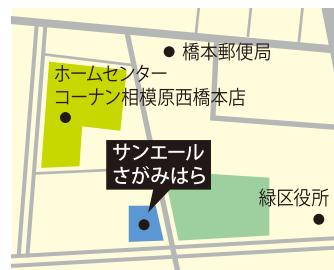 橋本郵便局
ホームセンター
コーナン相模原西橋本店
サンエール
さがみはら
緑区役所